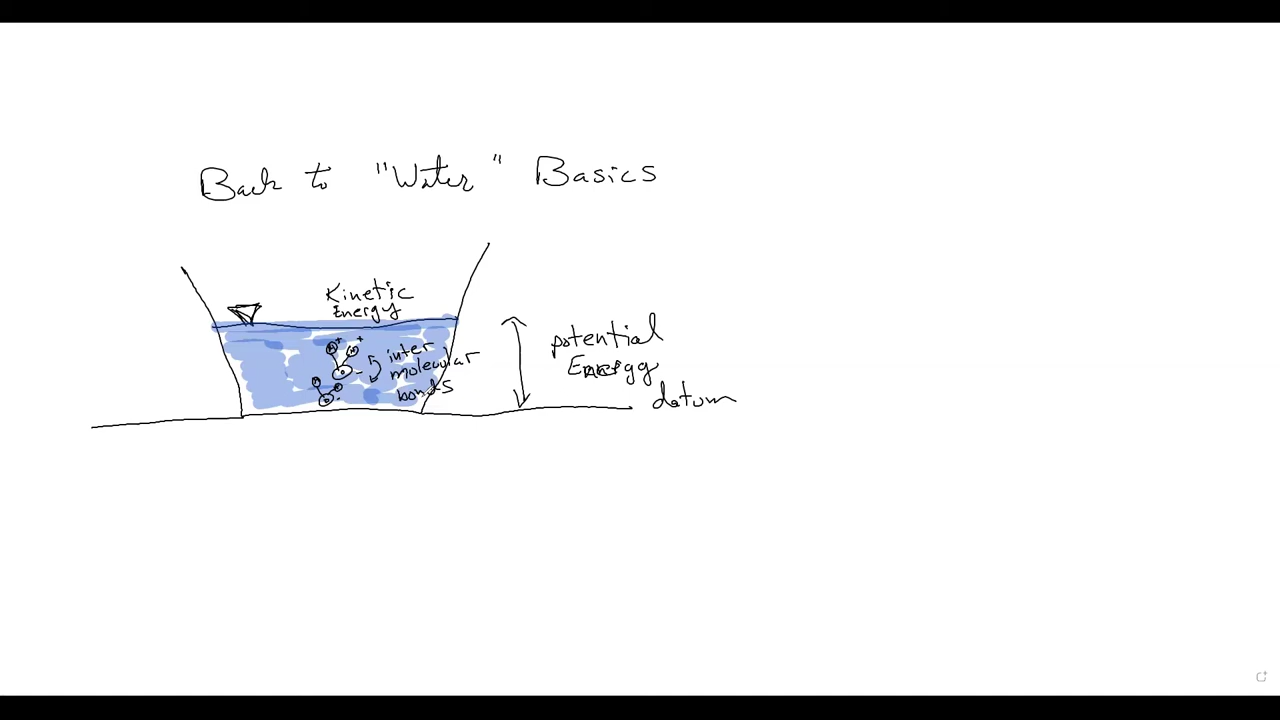 Back to "Water" Basics
Kinetic
Energy
H + H +
O -
H H
O -
inter
molecular
bonds
potential
Energy
datum